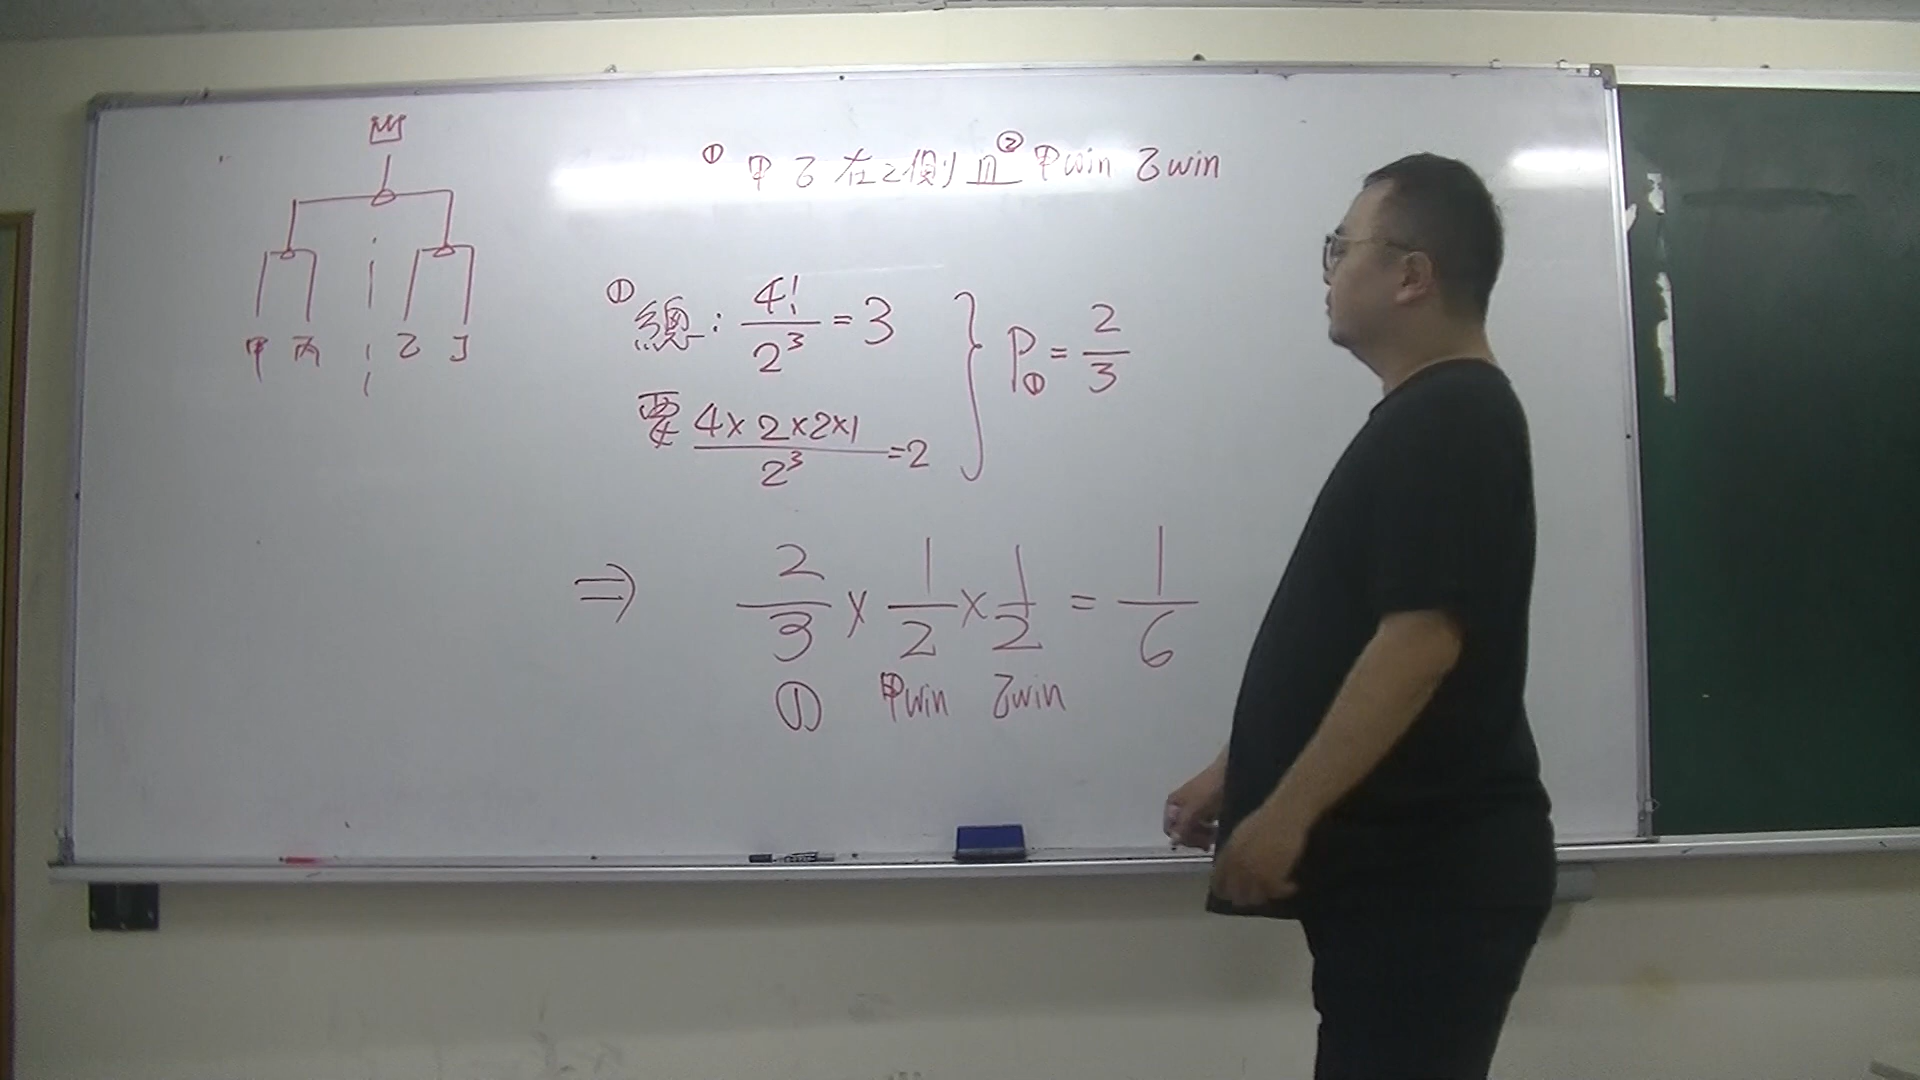 ① 甲 乙 在2側 且 ② 甲win 乙win
甲 丙 乙 丁
① 總: 4!/2³ = 3
要 4×2×2×1/2³ = 2
P① = 2/3
⇒ 2/3 × 1/2 × 1/2 = 1/6
① 甲win 乙win